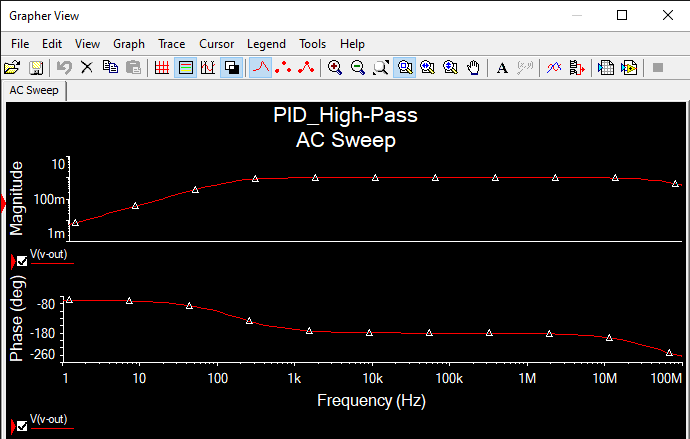 Grapher View
File Edit View Graph Trace Cursor Legend Tools Help
A (x,y)
AC Sweep
PID_High-Pass
AC Sweep
Magnitude
10
100m
1m
V(v-out)
Phase (deg)
-80
-180
-260
1 10 100 1k 10k 100k 1M 10M 100M
Frequency (Hz)
V(v-out)